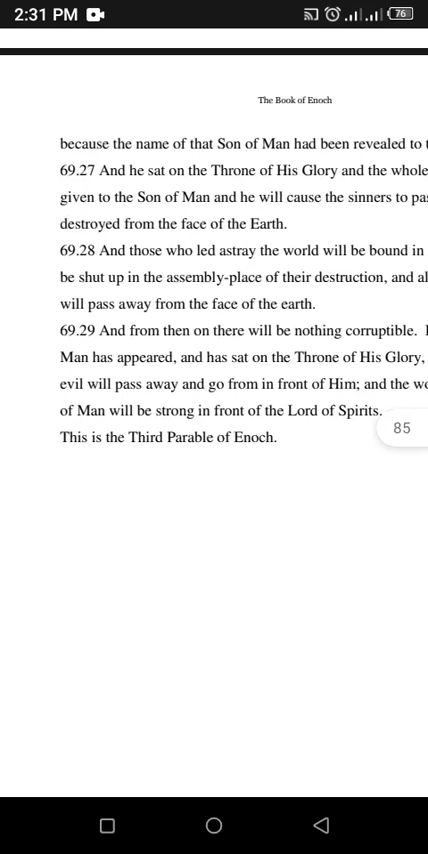 2:31 PM
76
The Book of Enoch
because the name of that Son of Man had been revealed to
69.27 And he sat on the Throne of His Glory and the whole
given to the Son of Man and he will cause the sinners to
destroyed from the face of the Earth.
69.28 And those who led astray the world will be bound in
be shut up in the assembly-place of their destruction, and
will pass away from the face of the earth.
69.29 And from then on there will be nothing corruptible.
Man has appeared, and has sat on the Throne of His Glory,
evil will pass away and go from in front of Him; and the
of Man will be strong in front of the Lord of Spirits.
85
This is the Third Parable of Enoch.